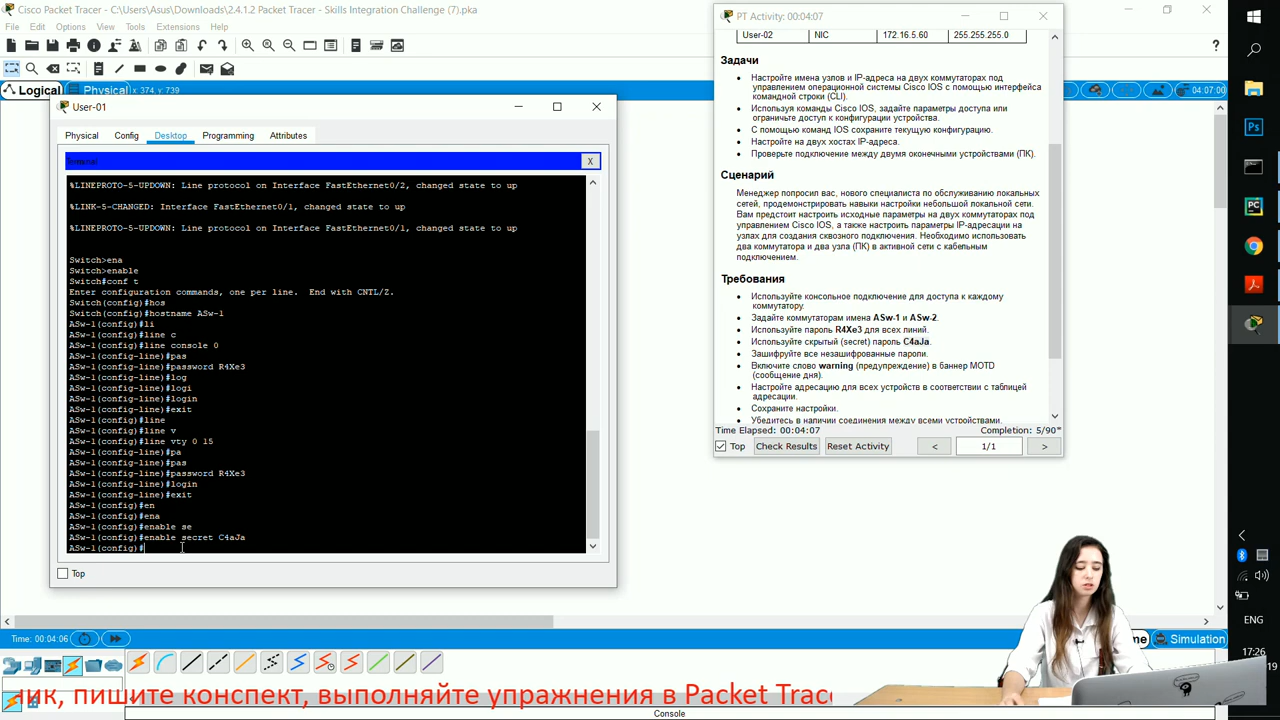 Cisco Packet Tracer - C:\Users\Asus\Downloads\2.4.1.2 Packet Tracer - Skills Integration Challenge (7).pka
File Edit Options View Tools Extensions Help
Logical Physical x: 374, y: 739
04:07:00
User-01
Physical Config Desktop Programming Attributes
Terminal
X
%LINEPROTO-5-UPDOWN: Line protocol on Interface FastEthernet0/2, changed state to up
%LINK-5-CHANGED: Interface FastEthernet0/1, changed state to up
%LINEPROTO-5-UPDOWN: Line protocol on Interface FastEthernet0/1, changed state to up
Switch>ena
Switch>enable
Switch#conf t
Enter configuration commands, one per line. End with CNTL/Z.
Switch(config)#hos
Switch(config)#hostname ASw-1
ASw-1(config)#li
ASw-1(config)#line c
ASw-1(config)#line console 0
ASw-1(config-line)#pas
ASw-1(config-line)#password R4Xe3
ASw-1(config-line)#log
ASw-1(config-line)#logi
ASw-1(config-line)#login
ASw-1(config-line)#exit
ASw-1(config)#line
ASw-1(config)#line v
ASw-1(config)#line vty 0 15
ASw-1(config-line)#pa
ASw-1(config-line)#pas
ASw-1(config-line)#password R4Xe3
ASw-1(config-line)#login
ASw-1(config-line)#exit
ASw-1(config)#en
ASw-1(config)#ena
ASw-1(config)#enable se
ASw-1(config)#enable secret C4aJa
ASw-1(config)#
Top
PT Activity: 00:04:07
User-02 NIC 172.16.5.60 255.255.255.0
Задачи
Настройте имена узлов и IP-адреса на двух коммутаторах под
управлением операционной системы Cisco IOS с помощью интерфейса
командной строки (CLI).
Используя команды Cisco IOS, задайте параметры доступа или
ограничьте доступ к конфигурации устройства.
С помощью команд IOS сохраните текущую конфигурацию.
Настройте на двух хостах IP-адреса.
Проверьте подключение между двумя оконечными устройствами (ПК).
Сценарий
Менеджер попросил вас, нового специалиста по обслуживанию локальных
сетей, продемонстрировать навыки настройки небольшой локальной сети.
Вам предстоит настроить исходные параметры на двух коммутаторах под
управлением Cisco IOS, а также настроить параметры IP-адресации на
узлах для создания сквозного подключения. Необходимо использовать
два коммутатора и два узла (ПК) в активной сети с кабельным
подключением.
Требования
Используйте консольное подключение для доступа к каждому
коммутатору.
Задайте коммутаторам имена ASw-1 и ASw-2.
Используйте пароль R4Xe3 для всех линий.
Используйте скрытый (secret) пароль C4aJa.
Зашифруйте все незашифрованные пароли.
Включите слово warning (предупреждение) в баннер MOTD
(сообщение дня).
Настройте адресацию для всех устройств в соответствии с таблицей
адресации.
Сохраните настройки.
Убедитесь в наличии соединения между всеми устройствами.
Time Elapsed: 00:04:07 Completion: 5/90"
Top Check Results Reset Activity < 1/1 >
Time: 00:04:06
me Simulation
ENG
17:26
19
ик, пишите конспект, выполняйте упражнения в Packet Trace
Console